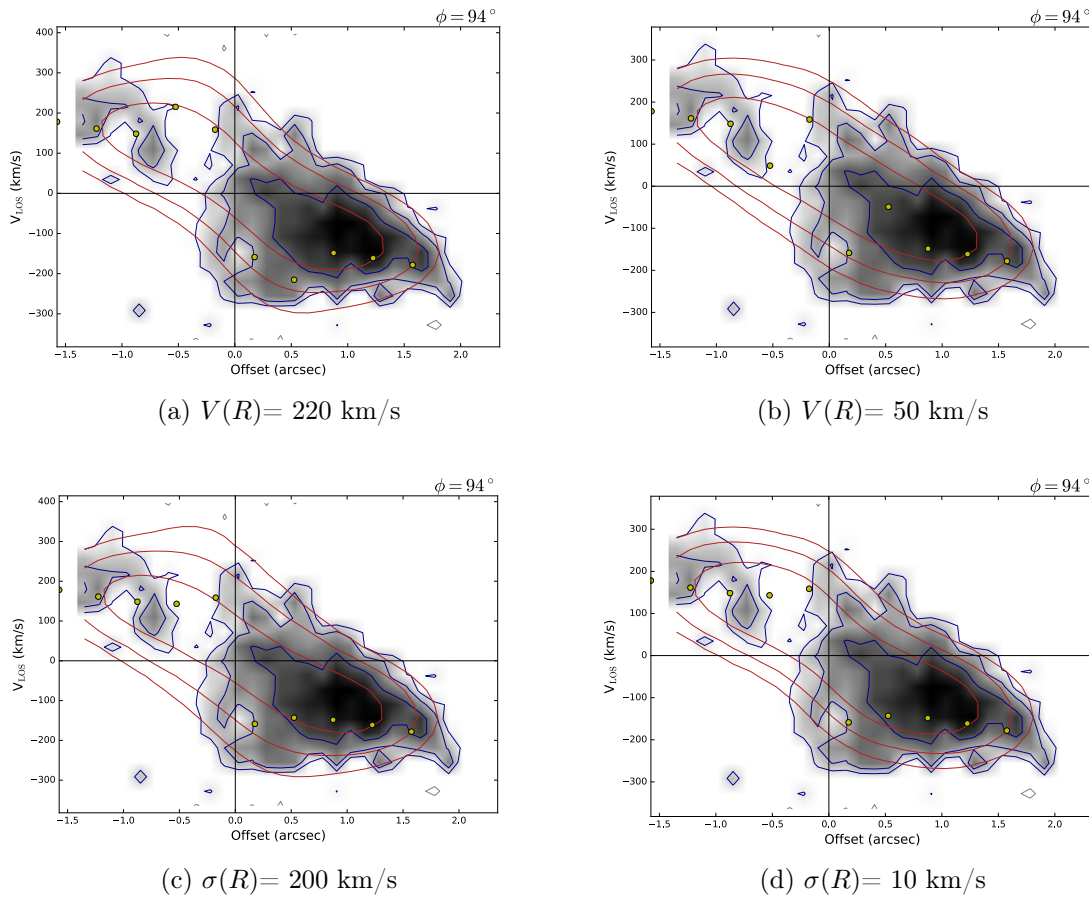 ϕ = 94°
400
300
200
100
0
−100
−200
−300
V_LOS (km/s)
−1.5 −1.0 −0.5 0.0 0.5 1.0 1.5 2.0
Offset (arcsec)
(a) V(R)= 220 km/s
ϕ = 94°
300
200
100
0
−100
−200
−300
V_LOS (km/s)
−1.5 −1.0 −0.5 0.0 0.5 1.0 1.5 2.0
Offset (arcsec)
(b) V(R)= 50 km/s
ϕ = 94°
400
300
200
100
0
−100
−200
−300
V_LOS (km/s)
−1.5 −1.0 −0.5 0.0 0.5 1.0 1.5 2.0
Offset (arcsec)
(c) σ(R)= 200 km/s
ϕ = 94°
300
200
100
0
−100
−200
−300
V_LOS (km/s)
−1.5 −1.0 −0.5 0.0 0.5 1.0 1.5 2.0
Offset (arcsec)
(d) σ(R)= 10 km/s